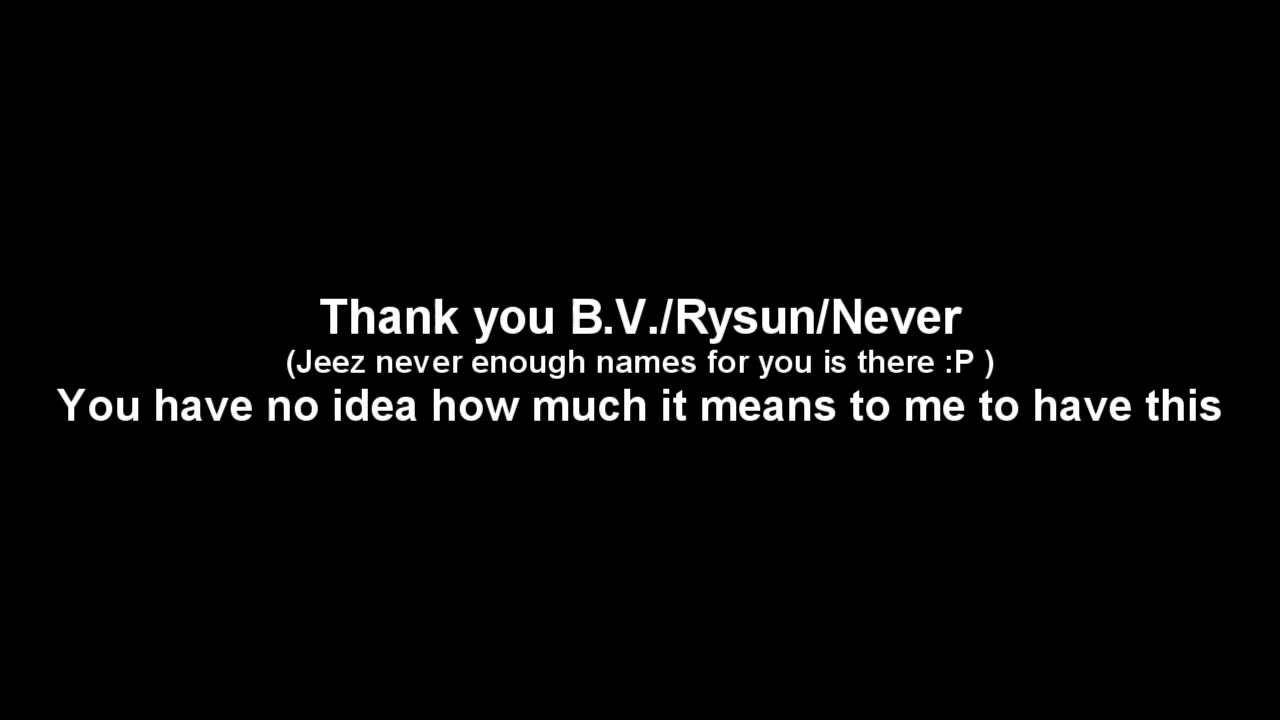 Thank you B.V./Rysun/Never
(Jeez never enough names for you is there :P )
You have no idea how much it means to me to have this